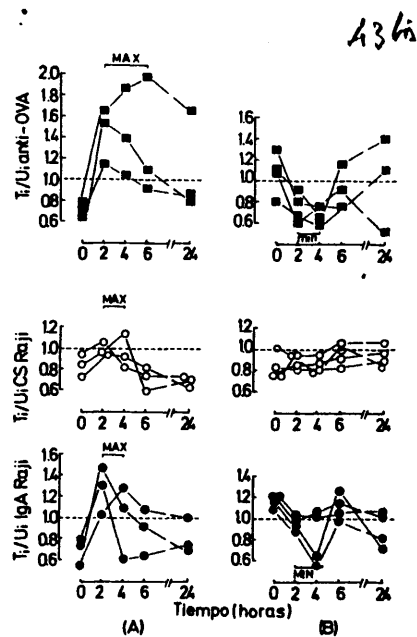 43 bis
MAX
Ti/Ui anti-OVA
2.0
1.8
1.6
1.4
1.2
1.0
0.8
0.6
0 2 4 6 24
1.6
1.4
1.2
1.0
0.8
0.6
min
0 2 4 6 24
MAX
Ti/Ui CS Raji
1.2
1.0
0.8
0.6
0 2 4 6 24
1.2
1.0
0.8
0.6
0 2 4 6 24
MAX
Ti/Ui IgA Raji
1.6
1.4
1.2
1.0
0.8
0.6
0 2 4 6 24
1.4
1.2
1.0
0.8
0.6
MIN
0 2 4 6 24
Tiempo (horas)
(A) (B)